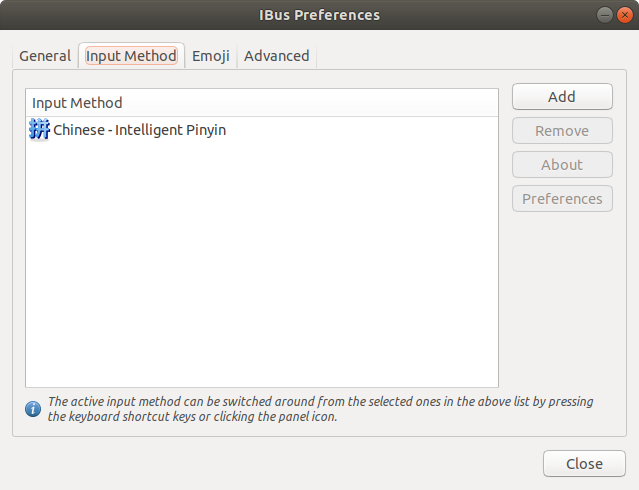 IBus Preferences
General Input Method Emoji Advanced
Input Method
拼 Chinese - Intelligent Pinyin
Add
Remove
About
Preferences
The active input method can be switched around from the selected ones in the above list by pressing
the keyboard shortcut keys or clicking the panel icon.
Close